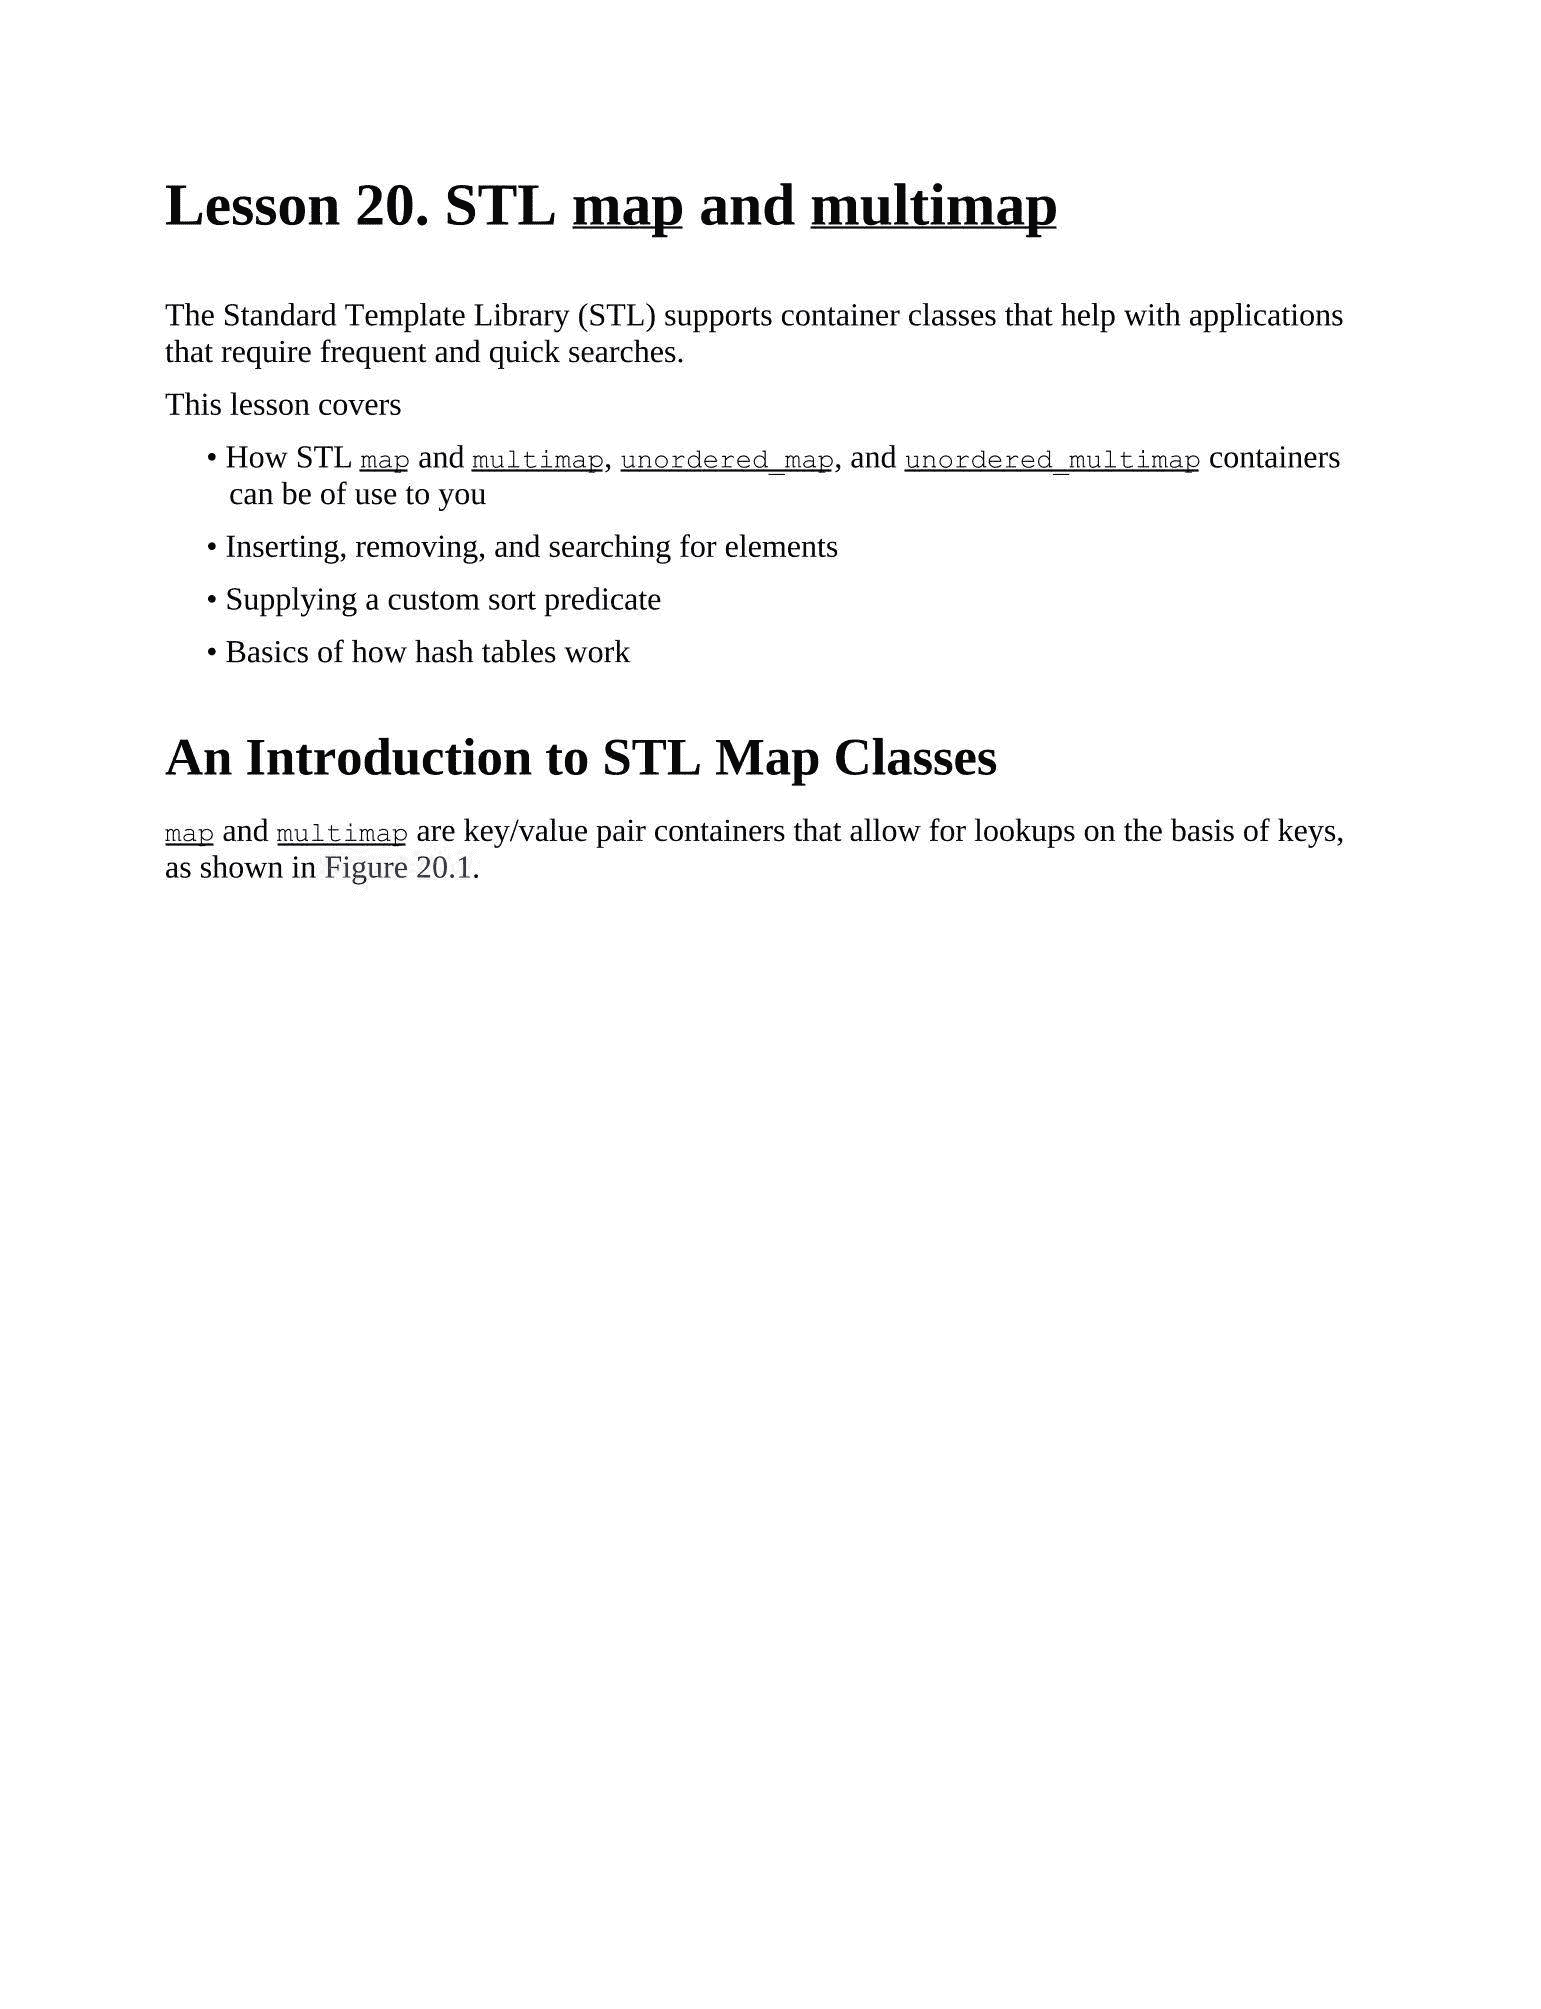 Lesson 20. STL map and multimap
The Standard Template Library (STL) supports container classes that help with applications
that require frequent and quick searches.
This lesson covers
• How STL map and multimap, unordered_map, and unordered_multimap containers
can be of use to you
• Inserting, removing, and searching for elements
• Supplying a custom sort predicate
• Basics of how hash tables work
An Introduction to STL Map Classes
map and multimap are key/value pair containers that allow for lookups on the basis of keys,
as shown in Figure 20.1.